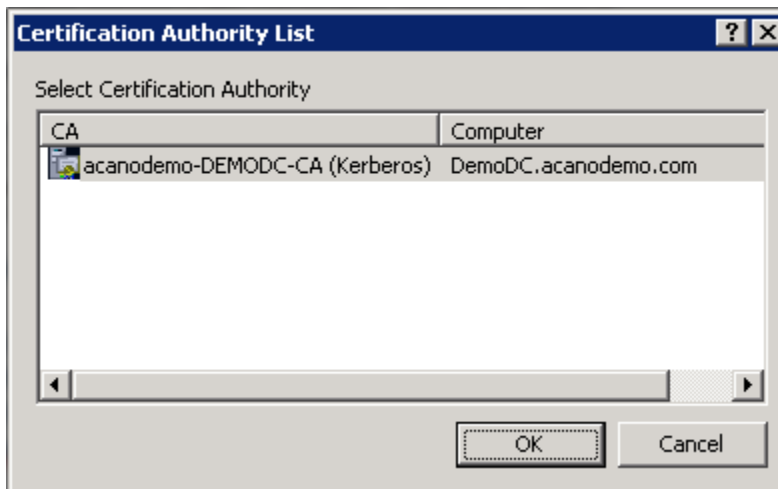 Certification Authority List
Select Certification Authority
CA Computer
acanodemo-DEMODC-CA (Kerberos) DemoDC.acanodemo.com
OK Cancel